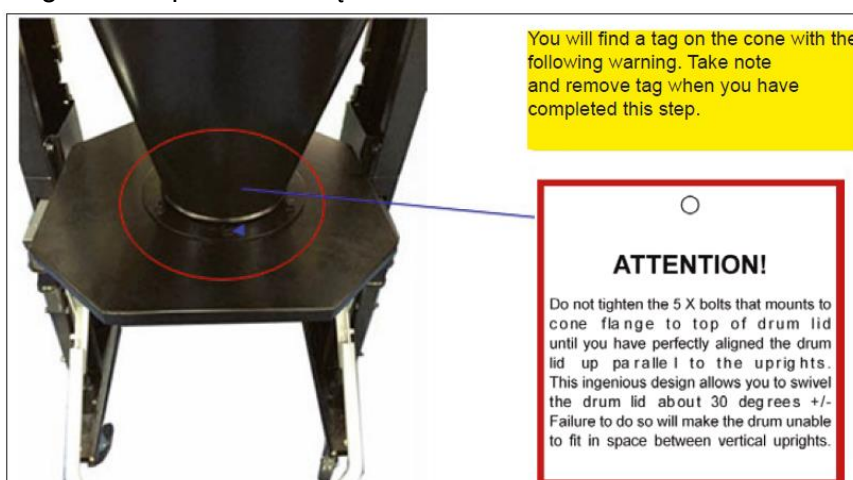 You will find a tag on the cone with the
following warning. Take note
and remove tag when you have
completed this step.
ATTENTION!
Do not tighten the 5 X bolts that mounts to
cone flange to top of drum lid
until you have perfectly aligned the drum
lid up parallel to the uprights.
This ingenious design allows you to swivel
the drum lid about 30 degrees +/-
Failure to do so will make the drum unable
to fit in space between vertical uprights.